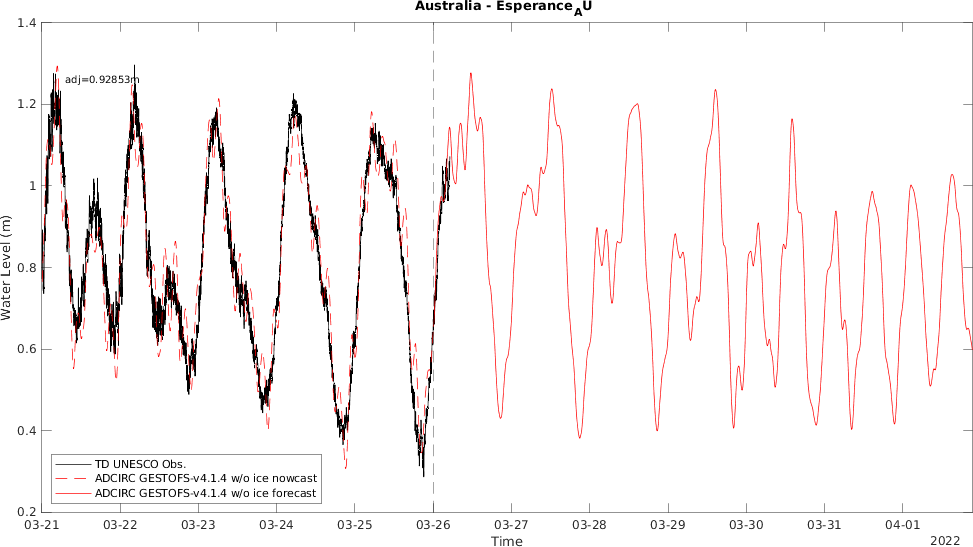 Australia - Esperance_AU
1.4
1.2
1
0.8
0.6
0.4
0.2
Water Level (m)
adj=0.92853m
TD UNESCO Obs.
ADCIRC GESTOFS-v4.1.4 w/o ice nowcast
ADCIRC GESTOFS-v4.1.4 w/o ice forecast
03-21 03-22 03-23 03-24 03-25 03-26 03-27 03-28 03-29 03-30 03-31 04-01
Time
2022